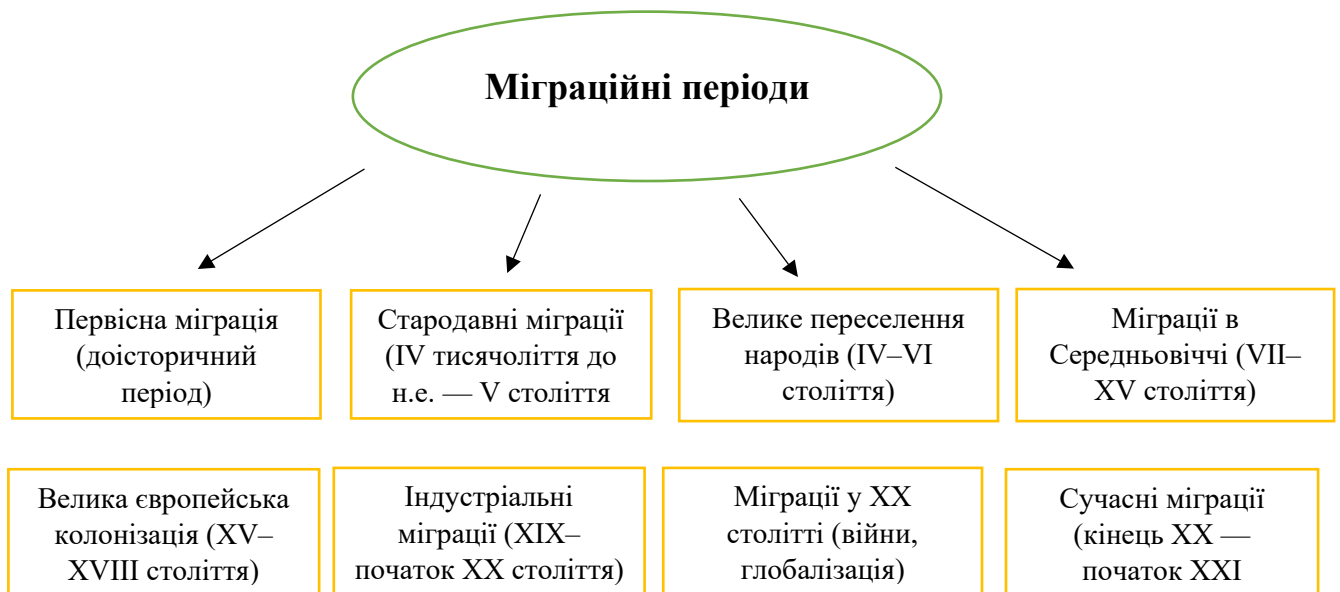 Міграційні періоди
Первісна міграція
(доісторичний
період)
Стародавні міграції
(IV тисячоліття до
н.е. — V століття
Велике переселення
народів (IV–VI
століття)
Міграції в
Середньовіччі (VII–
XV століття)
Велика європейська
колонізація (XV–
XVIII століття)
Індустріальні
міграції (XIX–
початок XX століття)
Міграції у XX
столітті (війни,
глобалізація)
Сучасні міграції
(кінець XX —
початок XXI